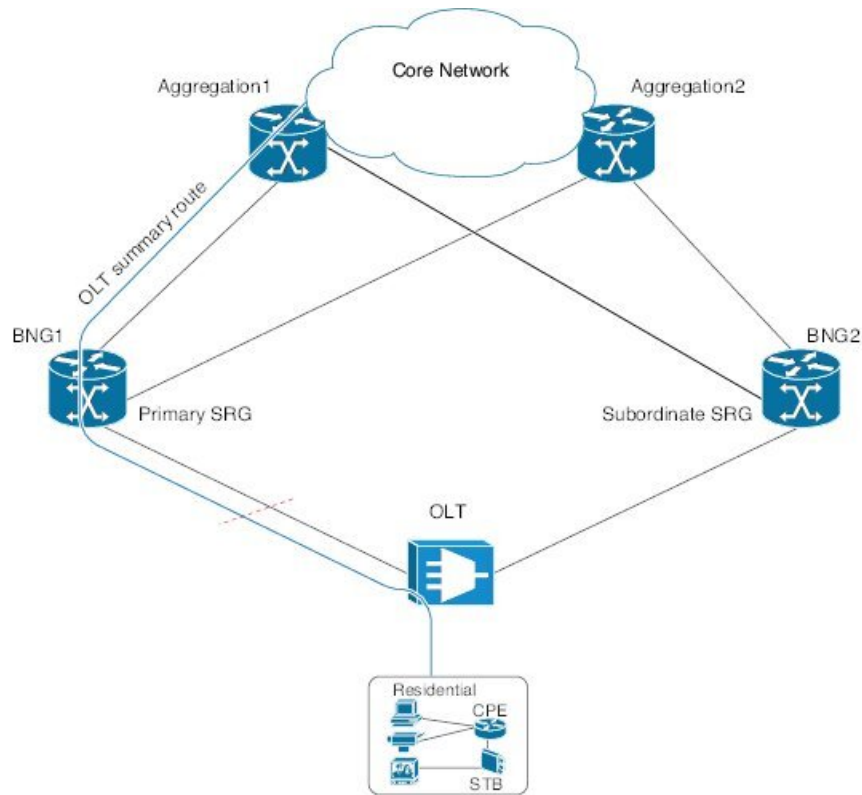 Core Network
Aggregation1
Aggregation2
OLT summary route
BNG1
BNG2
Primary SRG
Subordinate SRG
OLT
Residential
CPE
STB